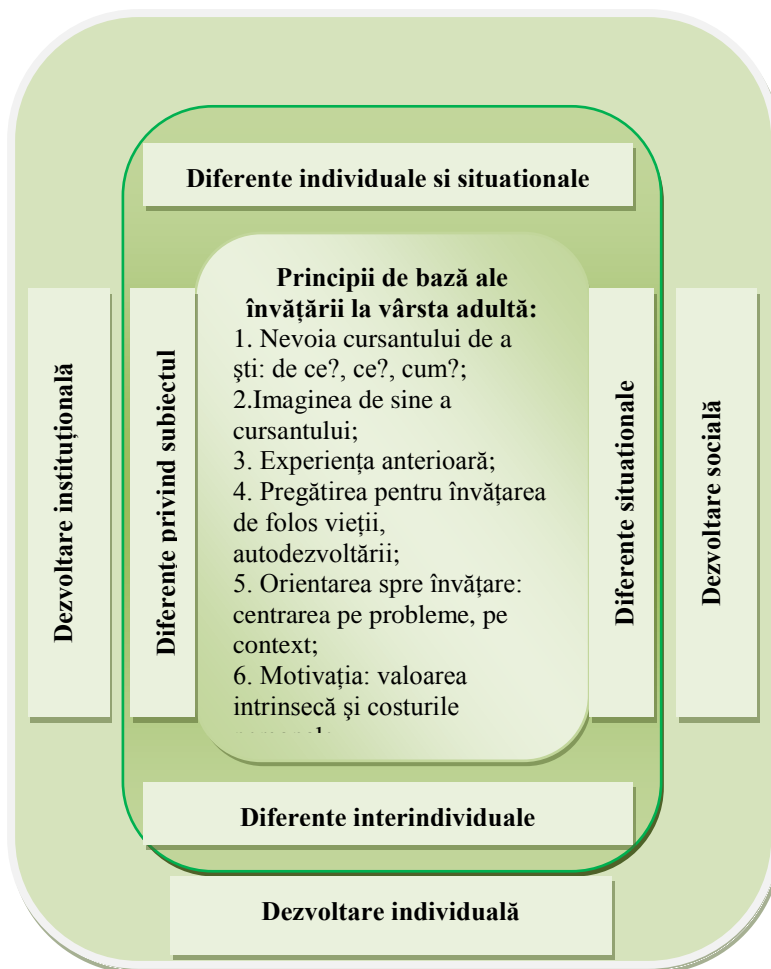 Diferente individuale si situationale
Dezvoltare instituțională
Diferențe privind subiectul
Principii de bază ale
învățării la vârsta adultă:
1. Nevoia cursantului de a
şti: de ce?, ce?, cum?;
2.Imaginea de sine a
cursantului;
3. Experiența anterioară;
4. Pregătirea pentru învățarea
de folos vieții,
autodezvoltării;
5. Orientarea spre învățare:
centrarea pe probleme, pe
context;
6. Motivația: valoarea
intrinsecă şi costurile
Diferente situationale
Dezvoltare socială
Diferente interindividuale
Dezvoltare individuală